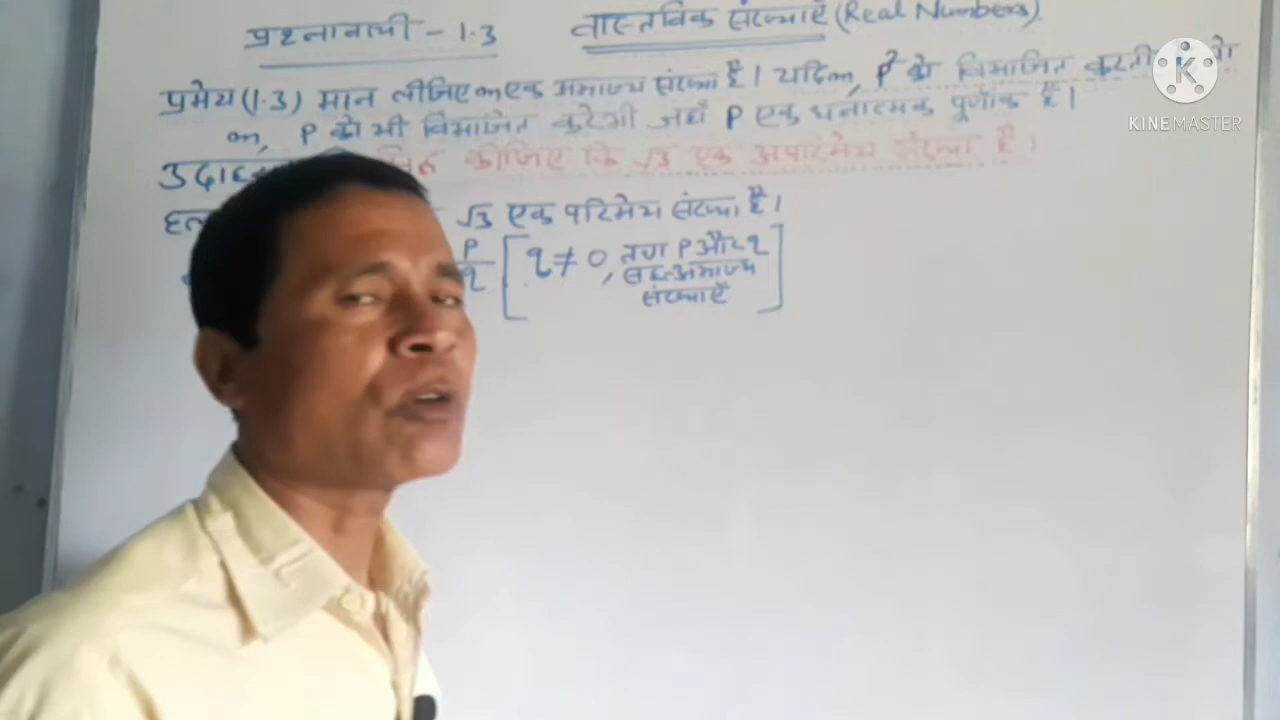 प्रश्नावली - 1.3 वास्तविक संख्याएँ (Real Numbers)
प्रमेय (1.3) मान लीजिए m एक अभाज्य संख्या है। यदि m, P² को विभाजित करती तो
m, P को भी विभाजित करेगी जहाँ P एक धनात्मक पूर्णांक है।
कीजिए कि √3 एक अपरिमेय संख्या है।
√3 एक परिमेय संख्या है।
P
q [q ≠ 0, तथा P और q
सह-अभाज्य
संख्याएँ]
K
KINEMASTER